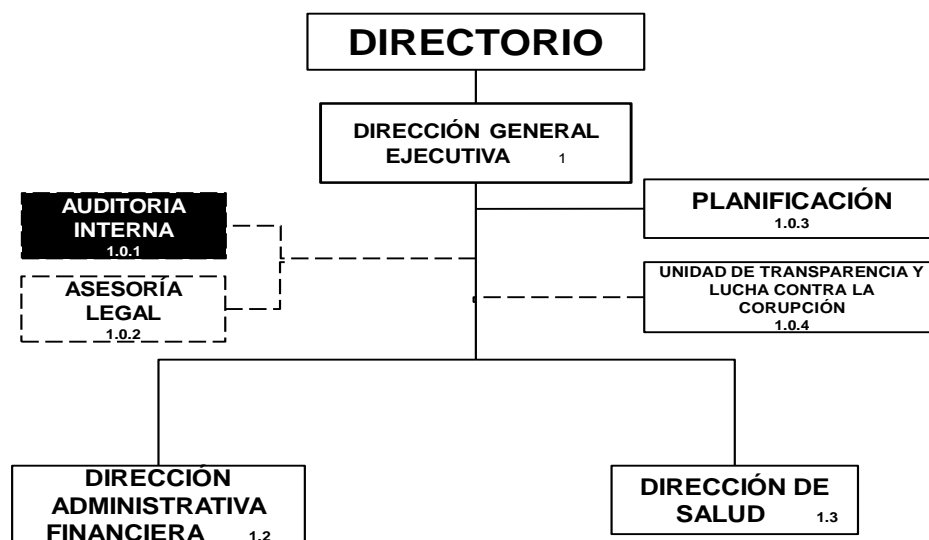 DIRECTORIO
DIRECCIÓN GENERAL
EJECUTIVA 1
AUDITORIA
INTERNA
1.0.1
PLANIFICACIÓN
1.0.3
ASESORÍA
LEGAL
1.0.2
UNIDAD DE TRANSPARENCIA Y
LUCHA CONTRA LA
CORUPCIÓN
1.0.4
DIRECCIÓN
ADMINISTRATIVA
FINANCIERA 1.2
DIRECCIÓN DE
SALUD 1.3